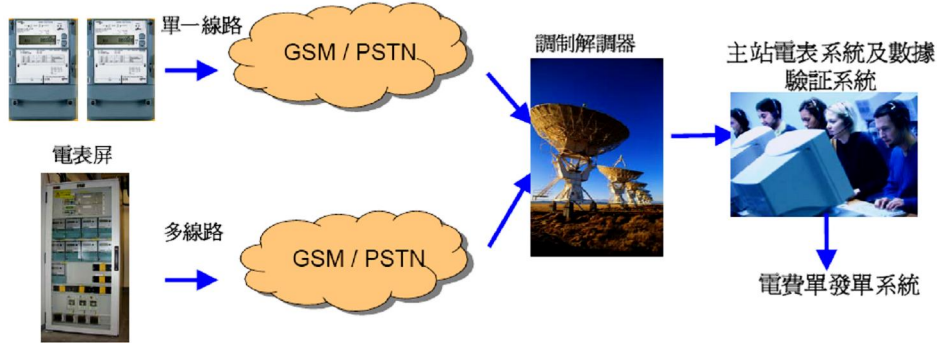 單一線路
GSM / PSTN
調制解調器
主站電表系統及數據
驗証系統
電表屏
多線路
GSM / PSTN
電費單發單系統